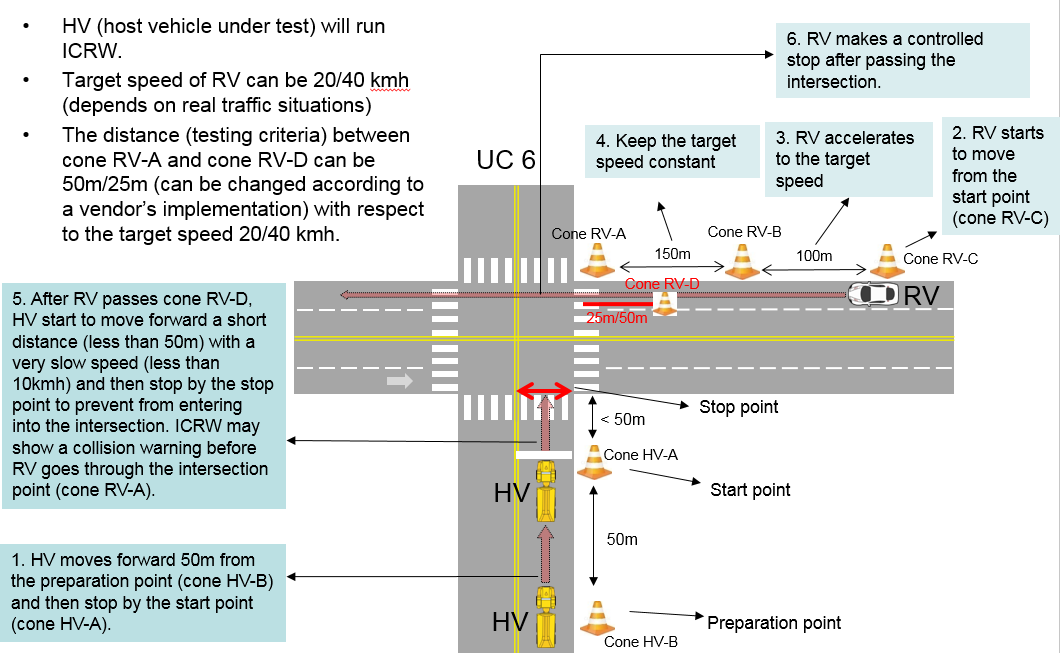 • HV (host vehicle under test) will run
ICRW.
• Target speed of RV can be 20/40 kmh
(depends on real traffic situations)
• The distance (testing criteria) between
cone RV-A and cone RV-D can be
50m/25m (can be changed according to
a vendor's implementation) with respect
to the target speed 20/40 kmh.
6. RV makes a controlled
stop after passing the
intersection.
UC 6
4. Keep the target
speed constant
3. RV accelerates
to the target
speed
2. RV starts
to move
from the
start point
(cone RV-C)
Cone RV-A
Cone RV-B
150m
100m
Cone RV-C
Cone RV-D
RV
25m/50m
5. After RV passes cone RV-D,
HV start to move forward a short
distance (less than 50m) with a
very slow speed (less than
10kmh) and then stop by the stop
point to prevent from entering
into the intersection. ICRW may
show a collision warning before
RV goes through the intersection
point (cone RV-A).
Stop point
< 50m
Cone HV-A
HV
Start point
50m
1. HV moves forward 50m from
the preparation point (cone HV-B)
and then stop by the start point
(cone HV-A).
HV
Preparation point
Cone HV-B